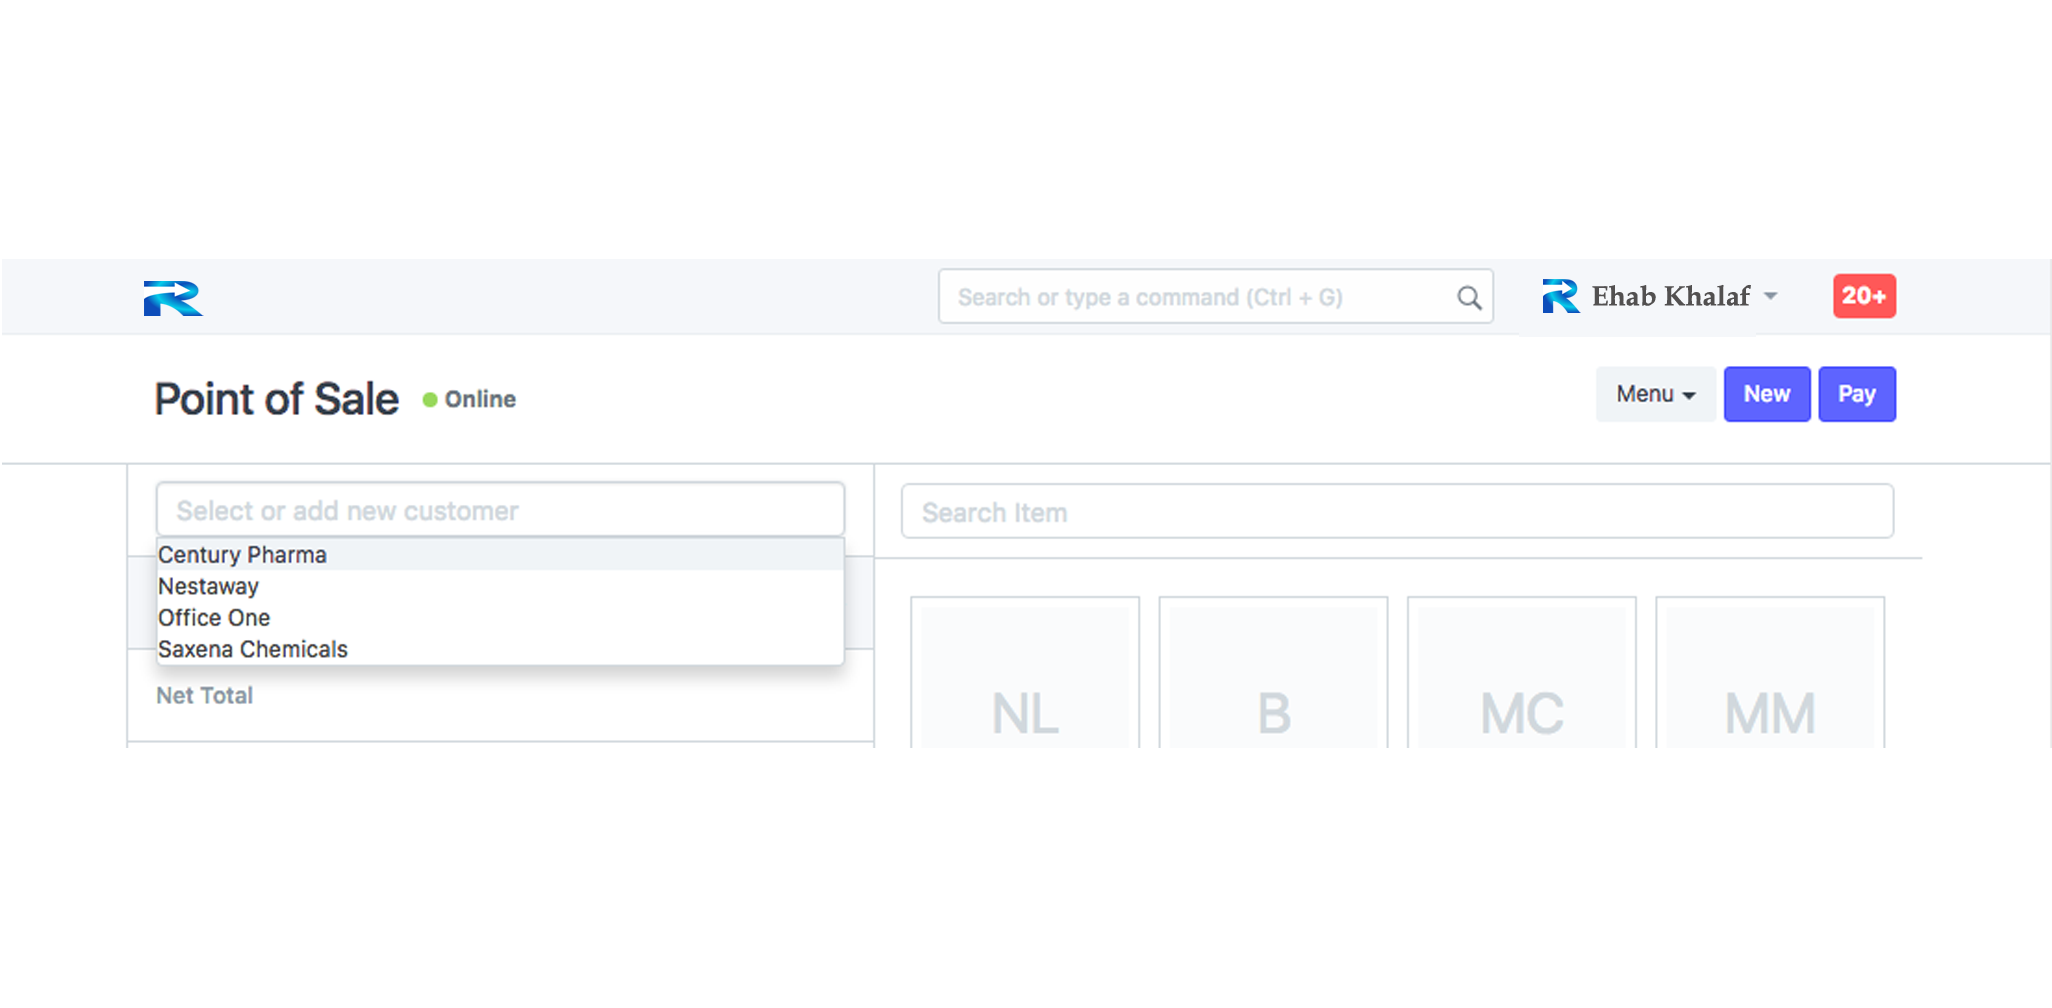 Search or type a command (Ctrl + G)
Ehab Khalaf
20+
Point of Sale
Online
Menu
New
Pay
Select or add new customer
Search Item
Century Pharma
Nestaway
Office One
Saxena Chemicals
Net Total
NL
B
MC
MM